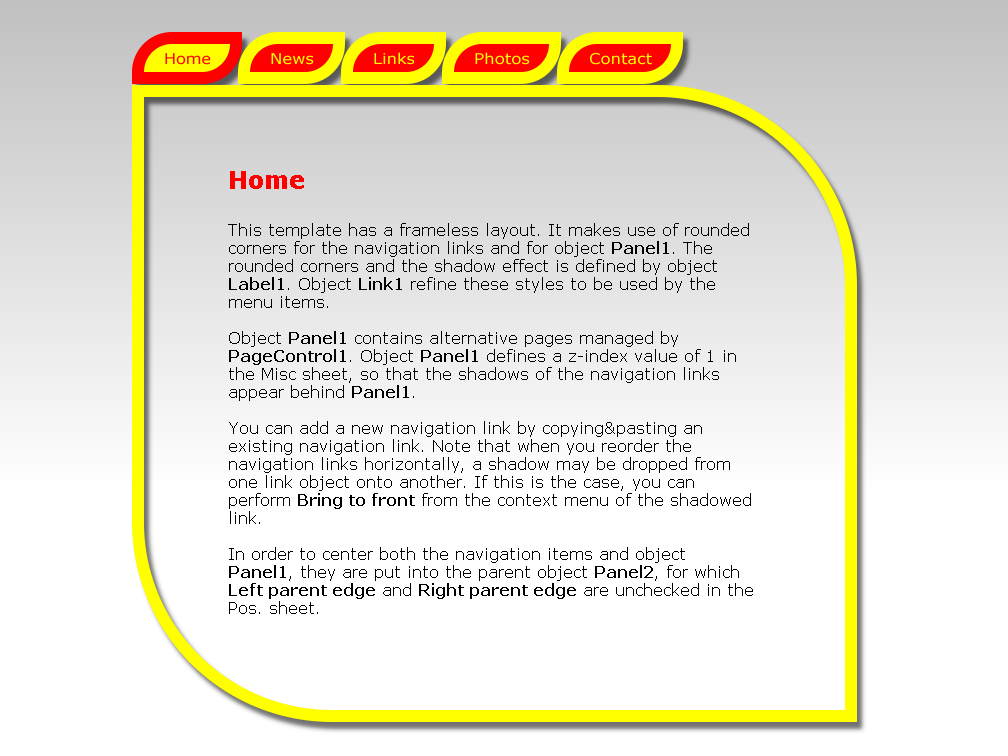 Home News Links Photos Contact
Home
This template has a frameless layout. It makes use of rounded
corners for the navigation links and for object Panel1. The
rounded corners and the shadow effect is defined by object
Label1. Object Link1 refine these styles to be used by the
menu items.
Object Panel1 contains alternative pages managed by
PageControl1. Object Panel1 defines a z-index value of 1 in
the Misc sheet, so that the shadows of the navigation links
appear behind Panel1.
You can add a new navigation link by copying&pasting an
existing navigation link. Note that when you reorder the
navigation links horizontally, a shadow may be dropped from
one link object onto another. If this is the case, you can
perform Bring to front from the context menu of the shadowed
link.
In order to center both the navigation items and object
Panel1, they are put into the parent object Panel2, for which
Left parent edge and Right parent edge are unchecked in the
Pos. sheet.